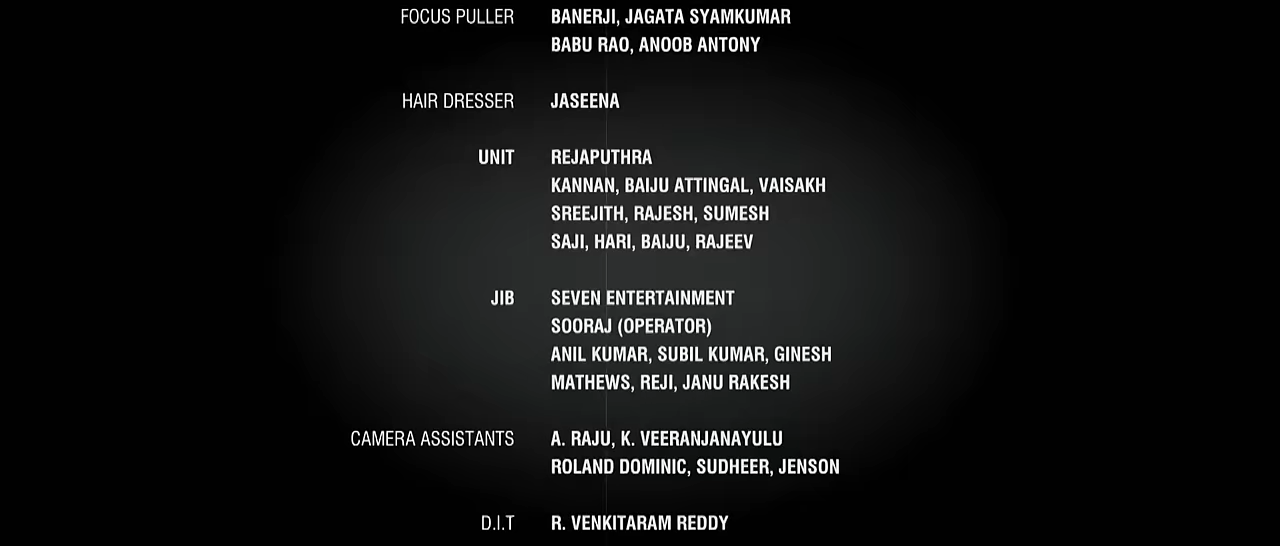 FOCUS PULLER BANERJI, JAGATA SYAMKUMAR
BABU RAO, ANOOB ANTONY
HAIR DRESSER JASEENA
UNIT REJAPUTHRA
KANNAN, BAIJU ATTINGAL, VAISAKH
SREEJITH, RAJESH, SUMESH
SAJI, HARI, BAIJU, RAJEEV
JIB SEVEN ENTERTAINMENT
SOORAJ (OPERATOR)
ANIL KUMAR, SUBIL KUMAR, GINESH
MATHEWS, REJI, JANU RAKESH
CAMERA ASSISTANTS A. RAJU, K. VEERANJANAYULU
ROLAND DOMINIC, SUDHEER, JENSON
D.I.T R. VENKITARAM REDDY